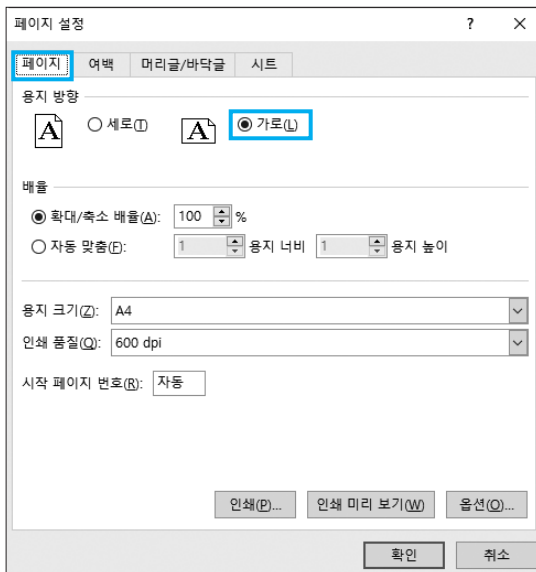 페이지 설정 ? ×
페이지 여백 머리글/바닥글 시트
용지 방향
A 세로(T) A 가로(L)
배율
확대/축소 배율(A): 100 %
자동 맞춤(F): 1 용지 너비 1 용지 높이
용지 크기(Z): A4
인쇄 품질(Q): 600 dpi
시작 페이지 번호(R): 자동
인쇄(P)... 인쇄 미리 보기(W) 옵션(O)...
확인 취소